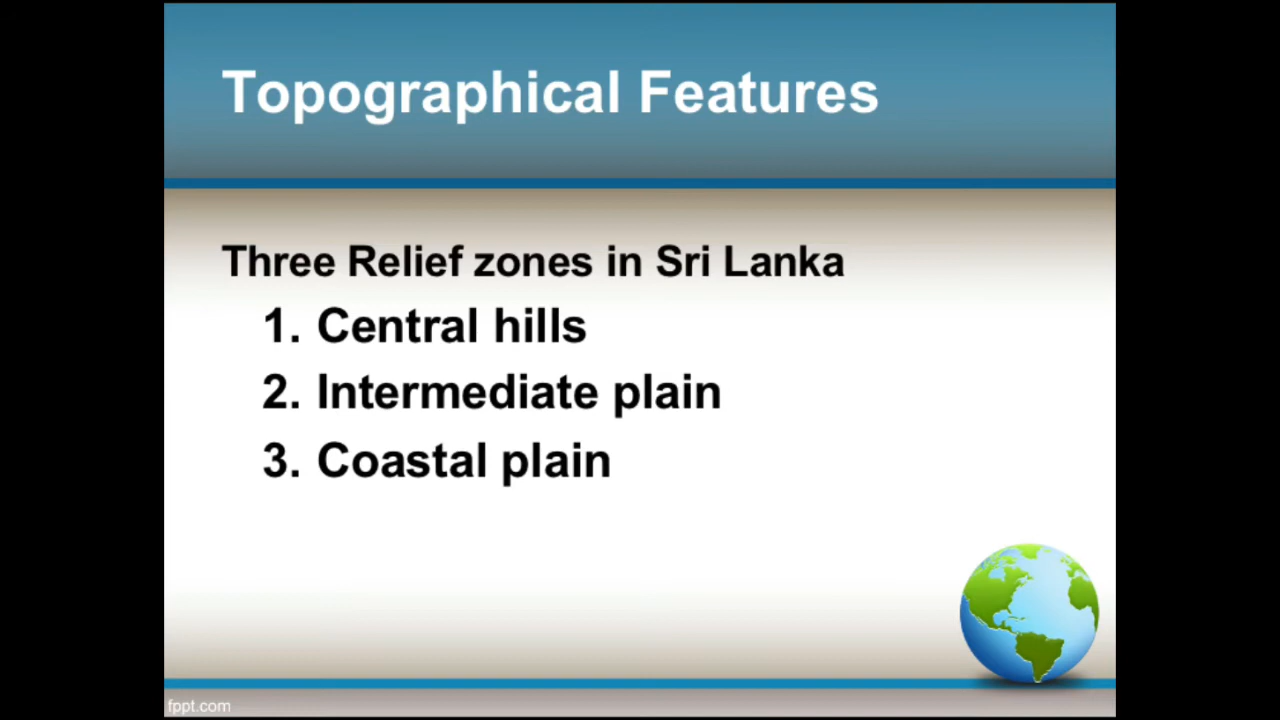 Topographical Features
Three Relief zones in Sri Lanka
1. Central hills
2. Intermediate plain
3. Coastal plain
fppt.com